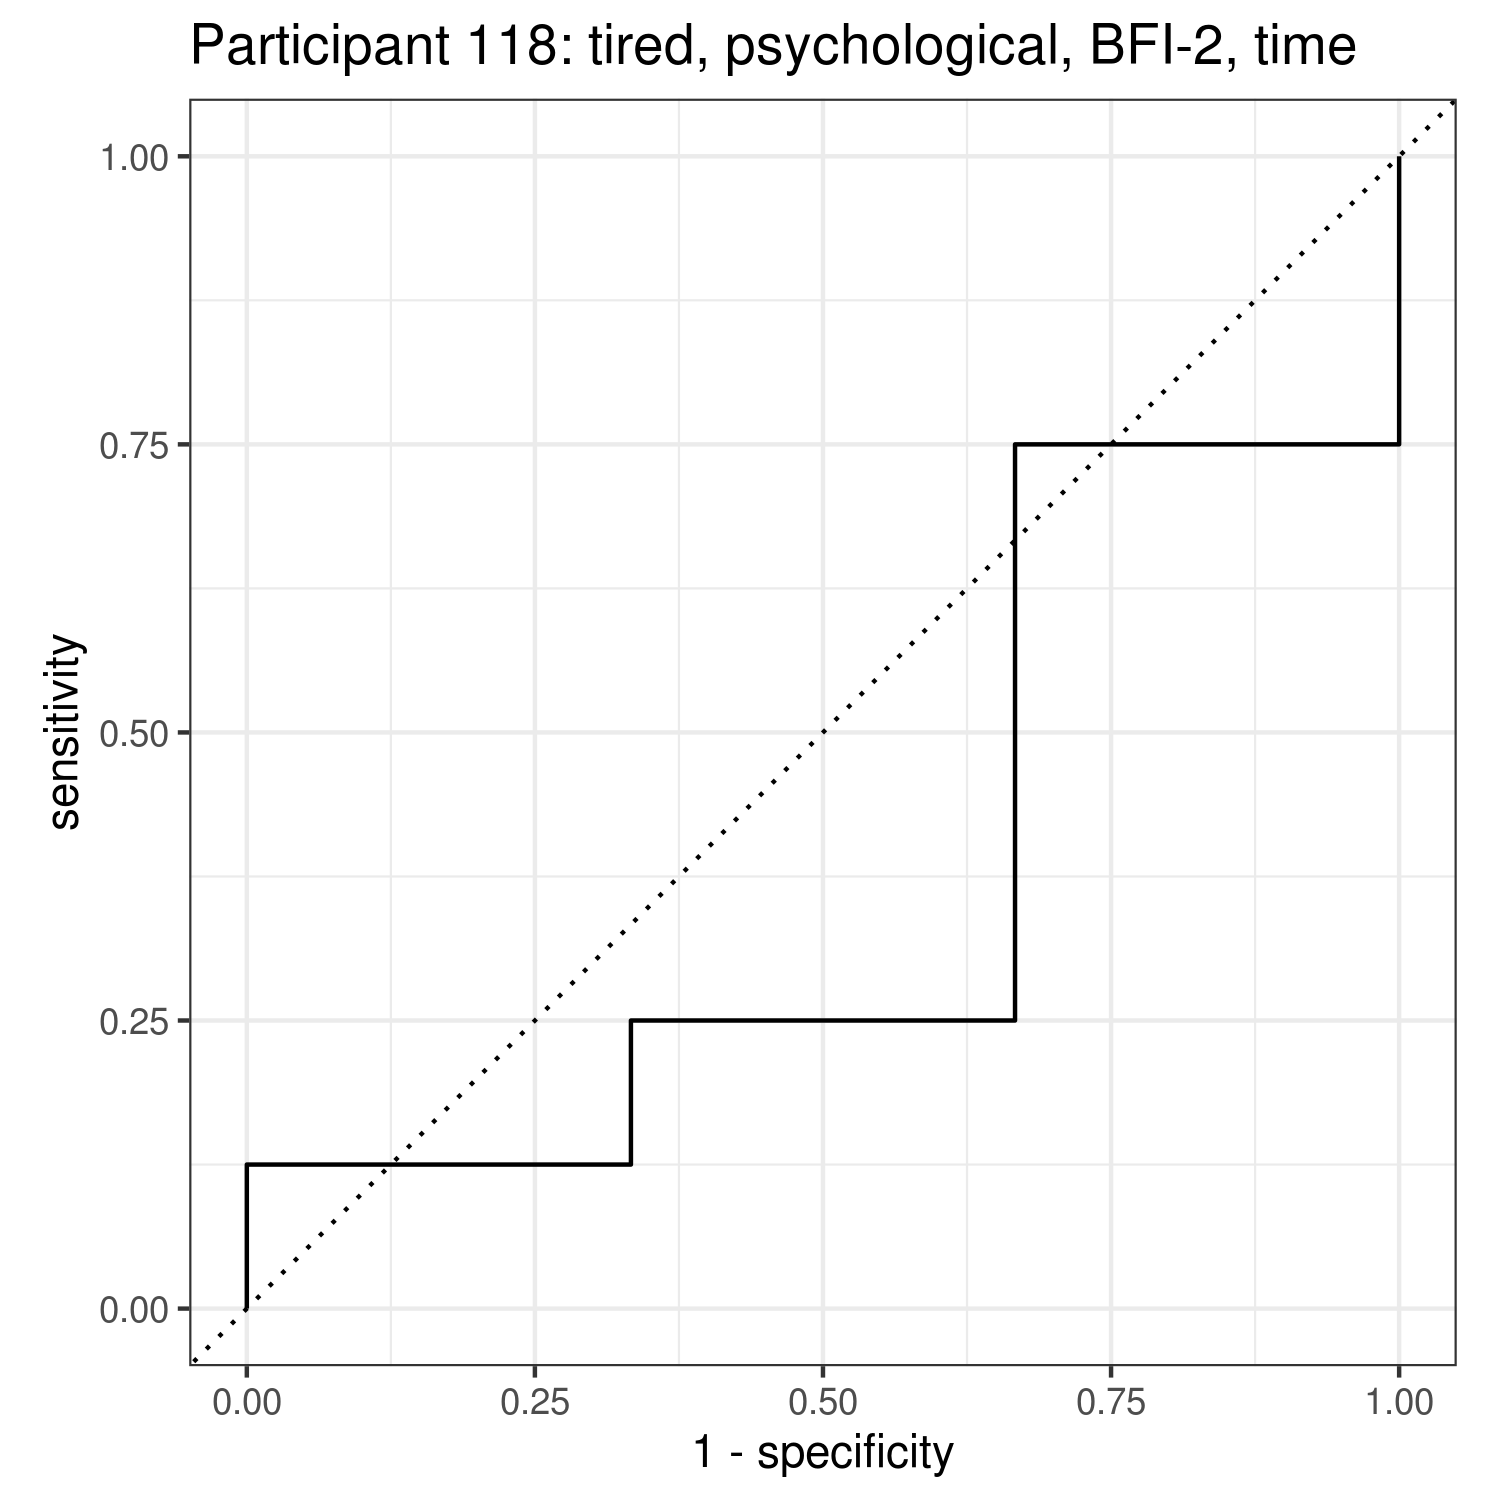 Participant 118: tired, psychological, BFI-2, time
1.00
0.75
0.50
0.25
0.00
sensitivity
0.00 0.25 0.50 0.75 1.00
1 - specificity